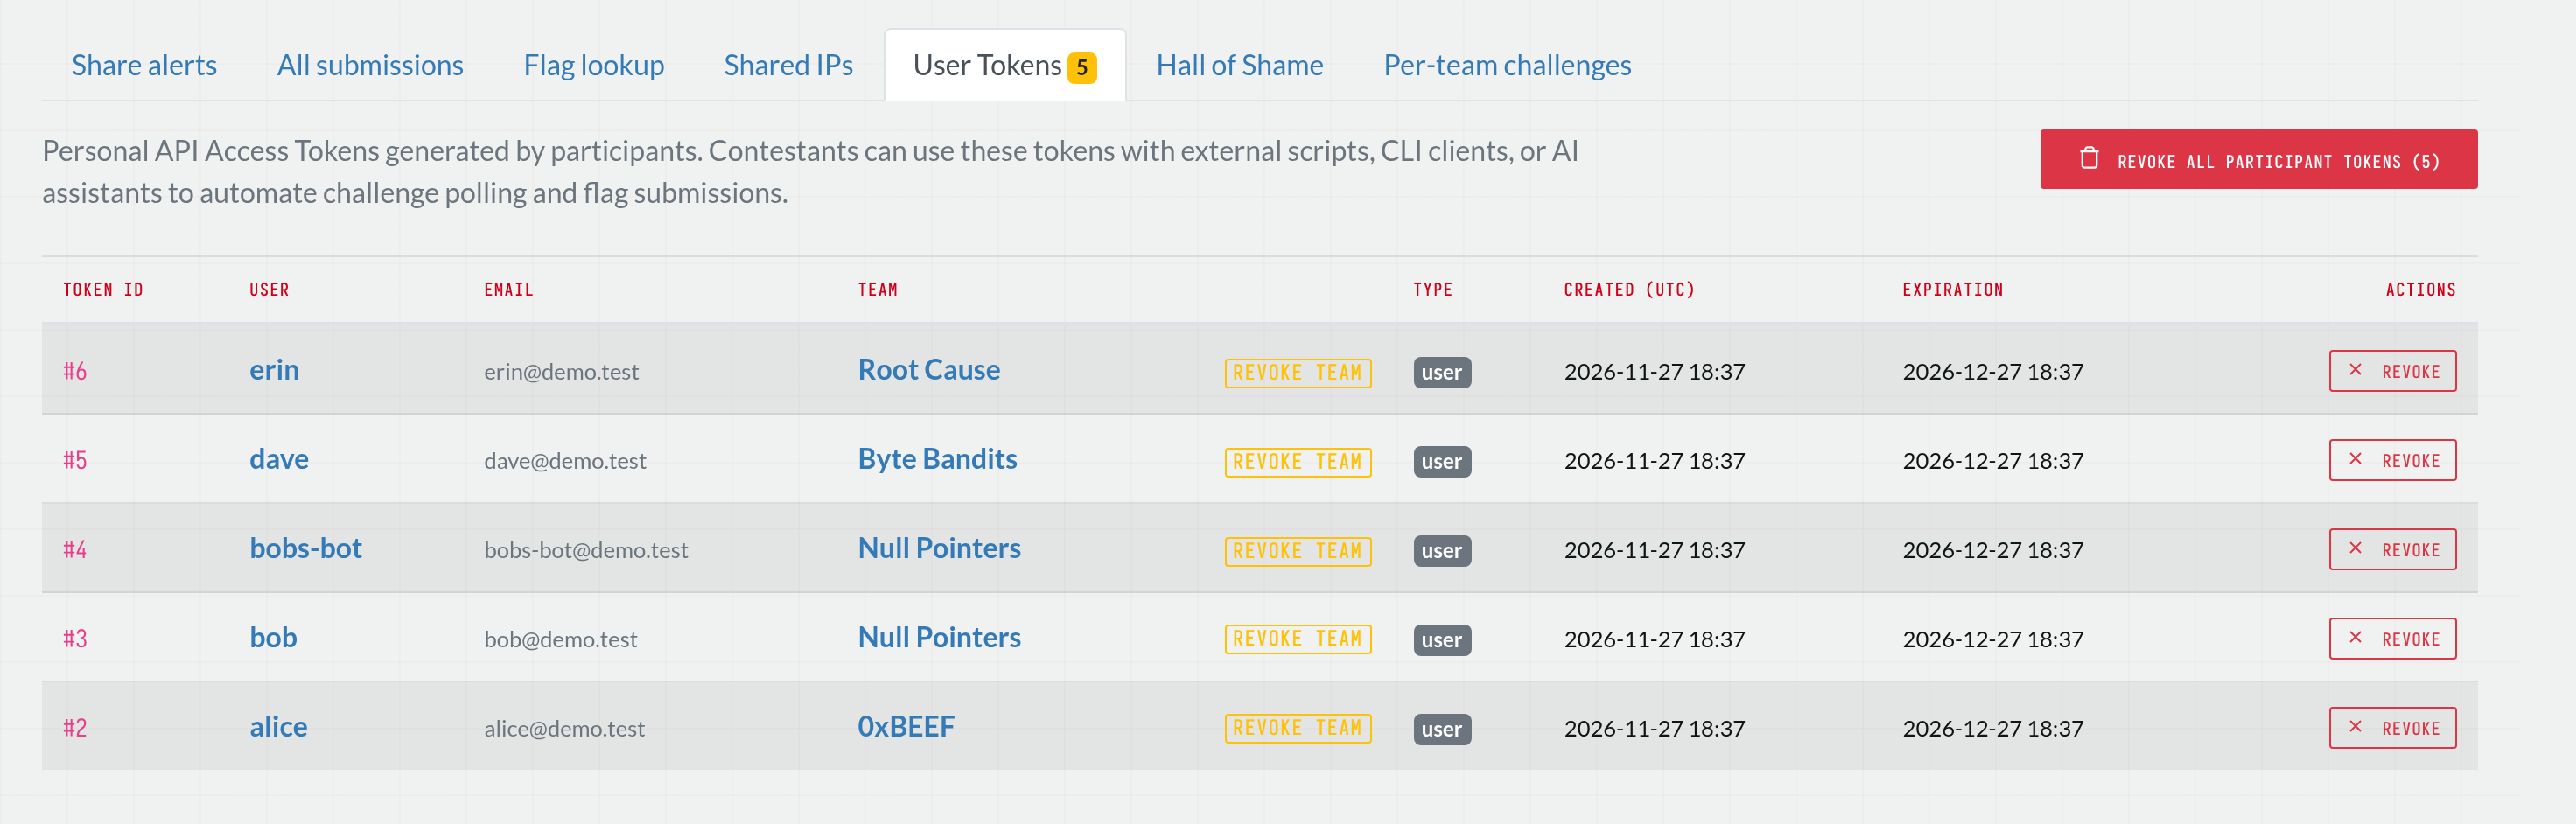 Share alerts All submissions Flag lookup Shared IPs User Tokens 5 Hall of Shame Per-team challenges
Personal API Access Tokens generated by participants. Contestants can use these tokens with external scripts, CLI clients, or AI
assistants to automate challenge polling and flag submissions.
REVOKE ALL PARTICIPANT TOKENS (5)
TOKEN ID USER EMAIL TEAM TYPE CREATED (UTC) EXPIRATION ACTIONS
#6 erin erin@demo.test Root Cause REVOKE TEAM user 2026-11-27 18:37 2026-12-27 18:37 × REVOKE
#5 dave dave@demo.test Byte Bandits REVOKE TEAM user 2026-11-27 18:37 2026-12-27 18:37 × REVOKE
#4 bobs-bot bobs-bot@demo.test Null Pointers REVOKE TEAM user 2026-11-27 18:37 2026-12-27 18:37 × REVOKE
#3 bob bob@demo.test Null Pointers REVOKE TEAM user 2026-11-27 18:37 2026-12-27 18:37 × REVOKE
#2 alice alice@demo.test 0xBEEF REVOKE TEAM user 2026-11-27 18:37 2026-12-27 18:37 × REVOKE